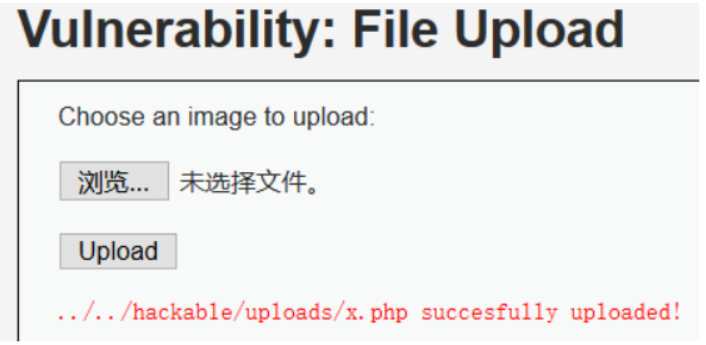 Vulnerability: File Upload
Choose an image to upload:
浏览... 未选择文件。
Upload
../../hackable/uploads/x.php succesfully uploaded!